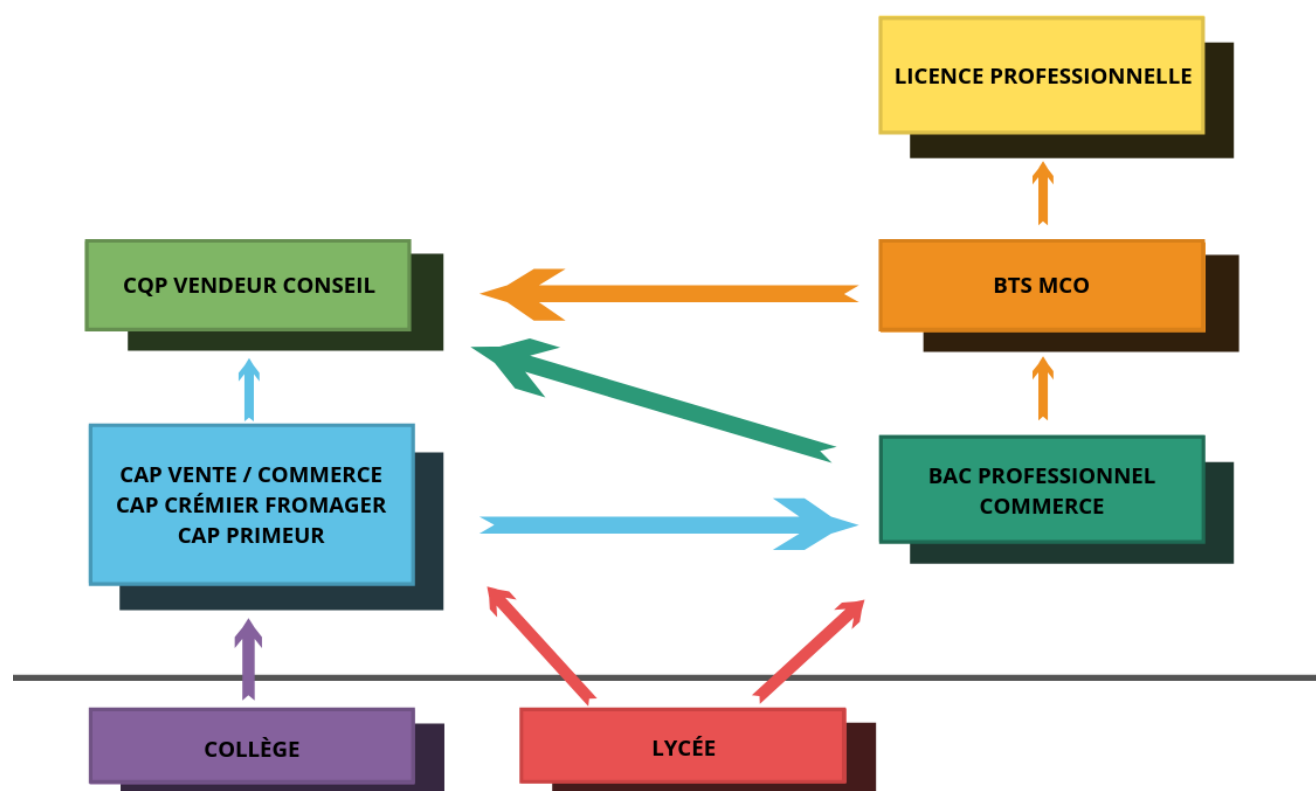 LICENCE PROFESSIONNELLE
CQP VENDEUR CONSEIL
BTS MCO
CAP VENTE / COMMERCE
CAP CRÉMIER FROMAGER
CAP PRIMEUR
BAC PROFESSIONNEL
COMMERCE
COLLÈGE
LYCÉE